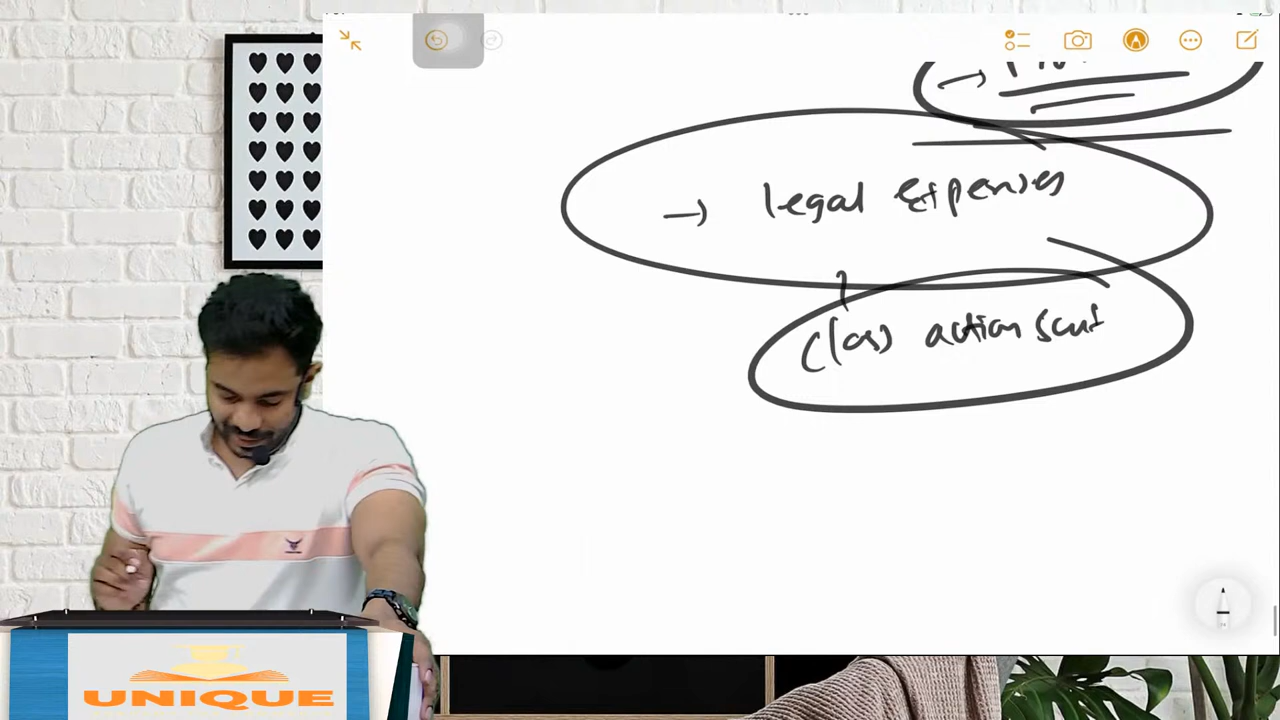 →
→ legal Expenses
Class action suit
UNIQUE